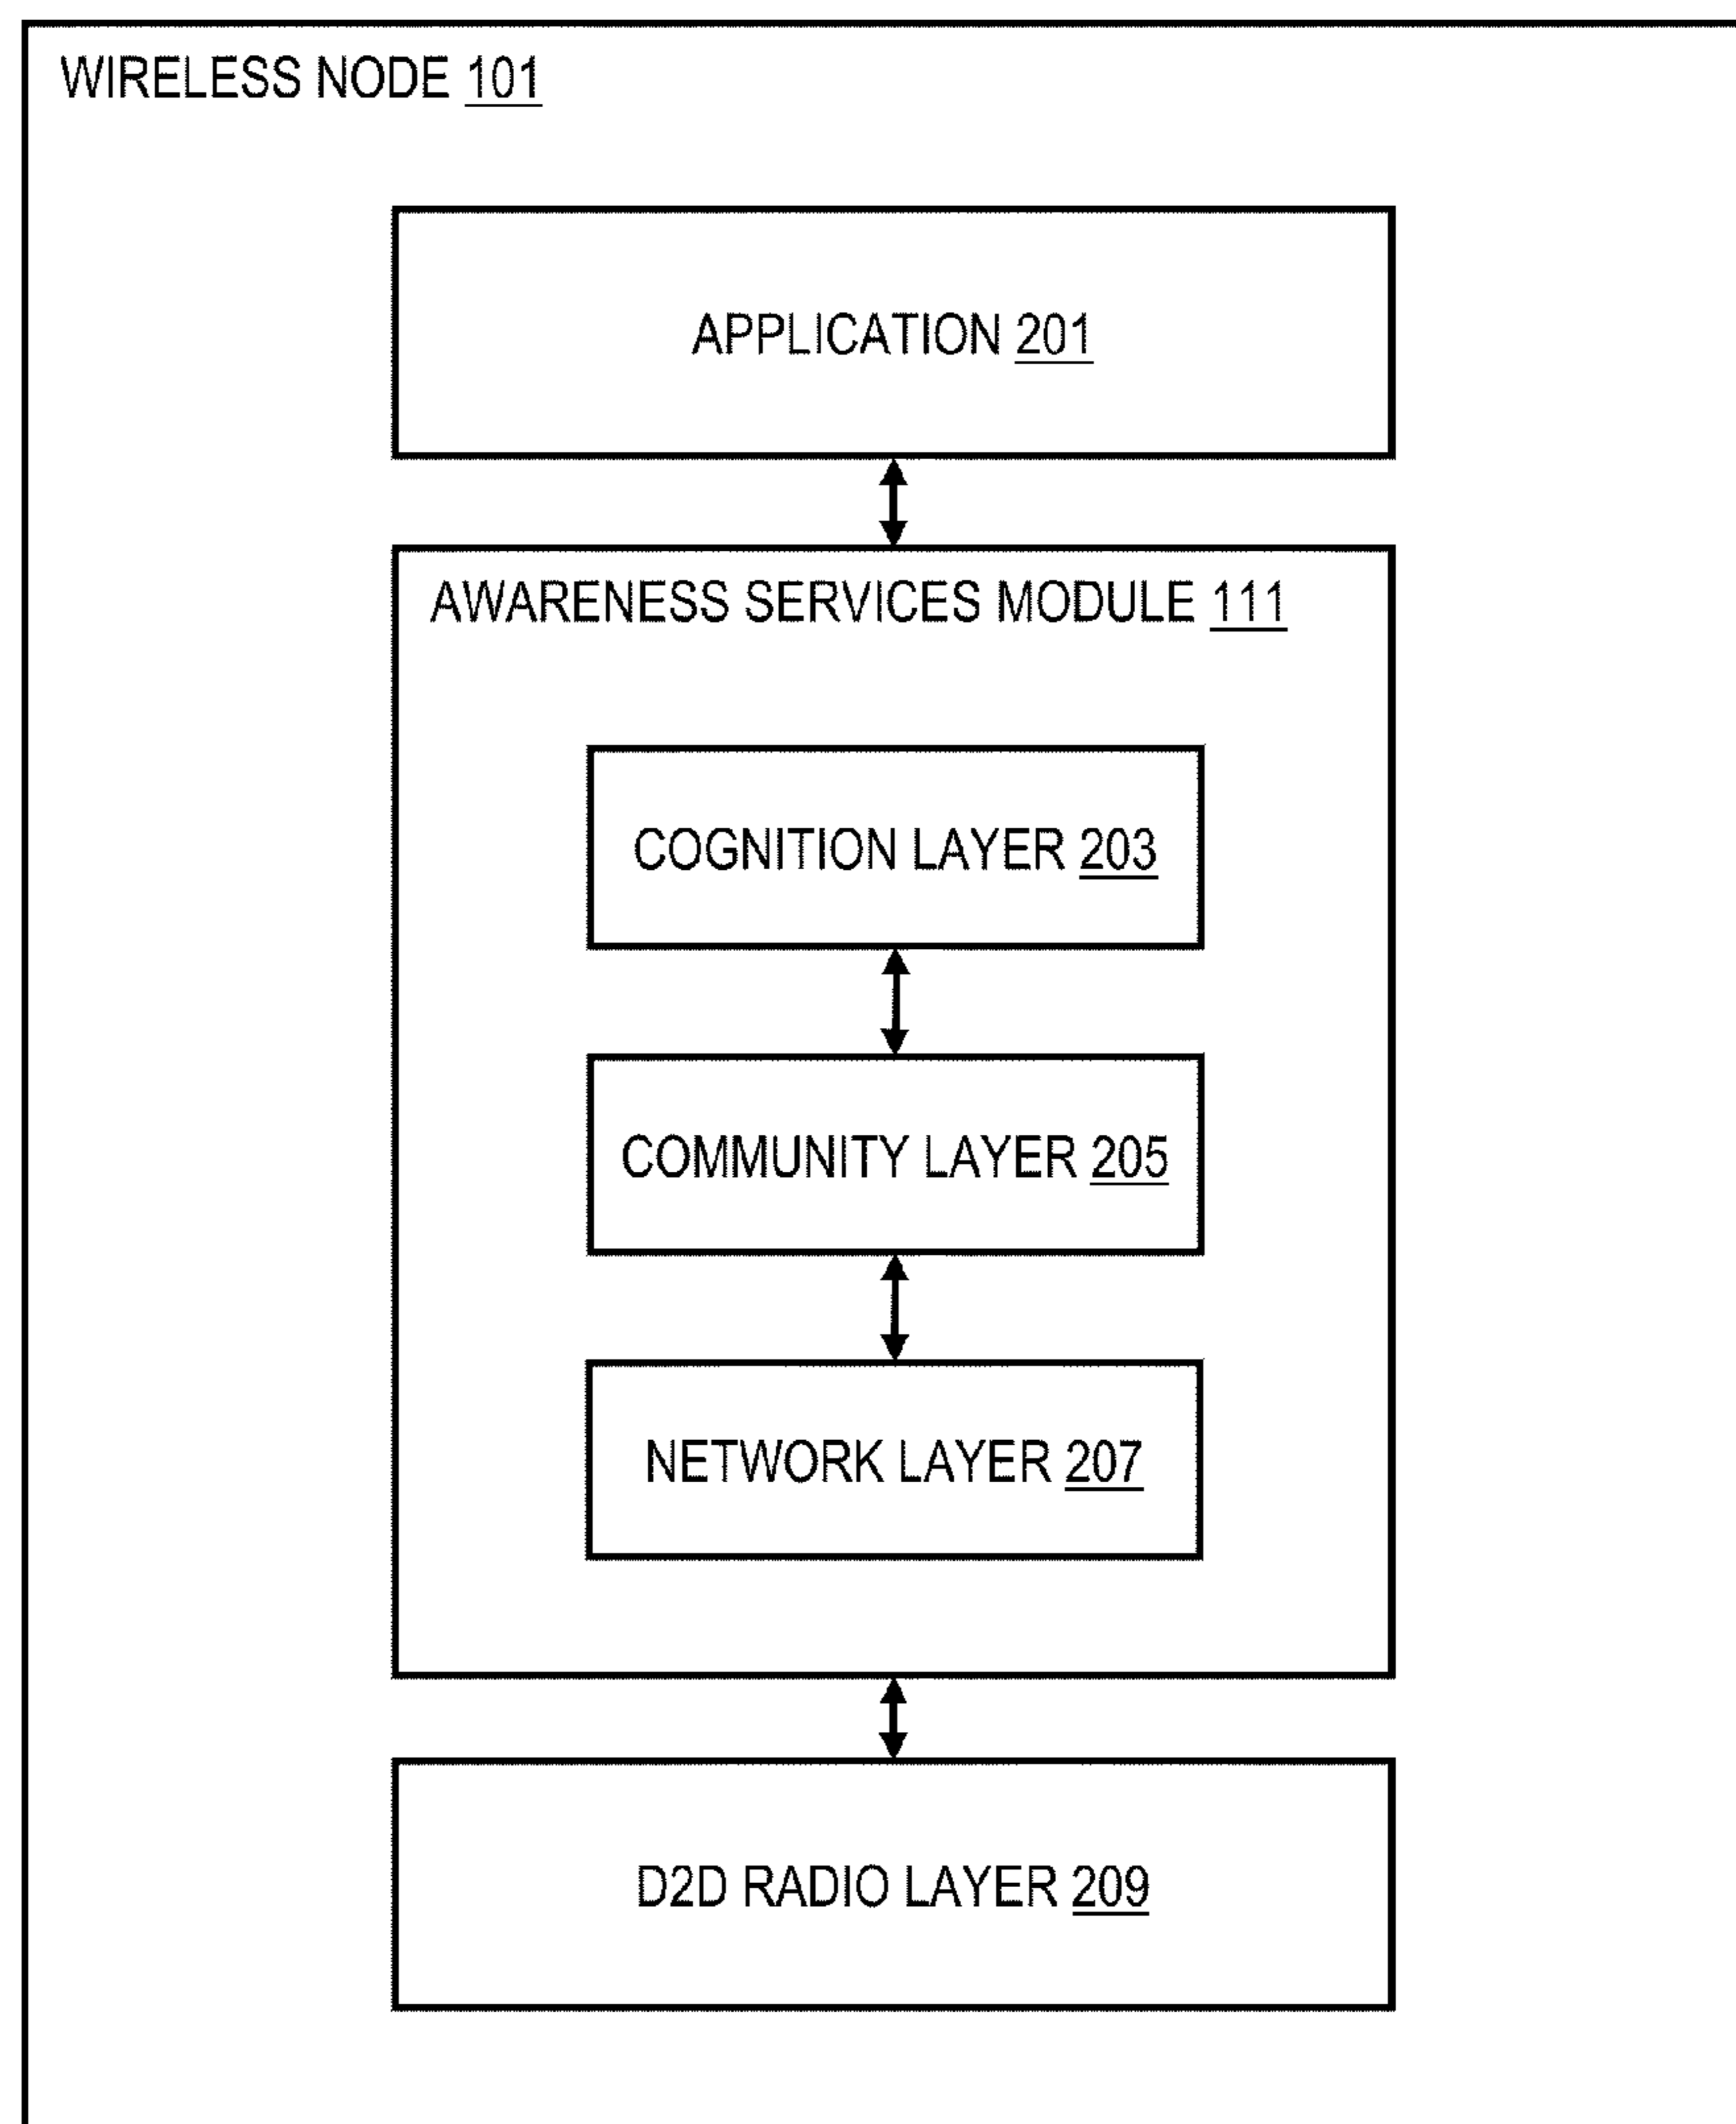 WIRELESS NODE 101
APPLICATION 201
AWARENESS SERVICES MODULE 111
COGNITION LAYER 203
COMMUNITY LAYER 205
NETWORK LAYER 207
D2D RADIO LAYER 209